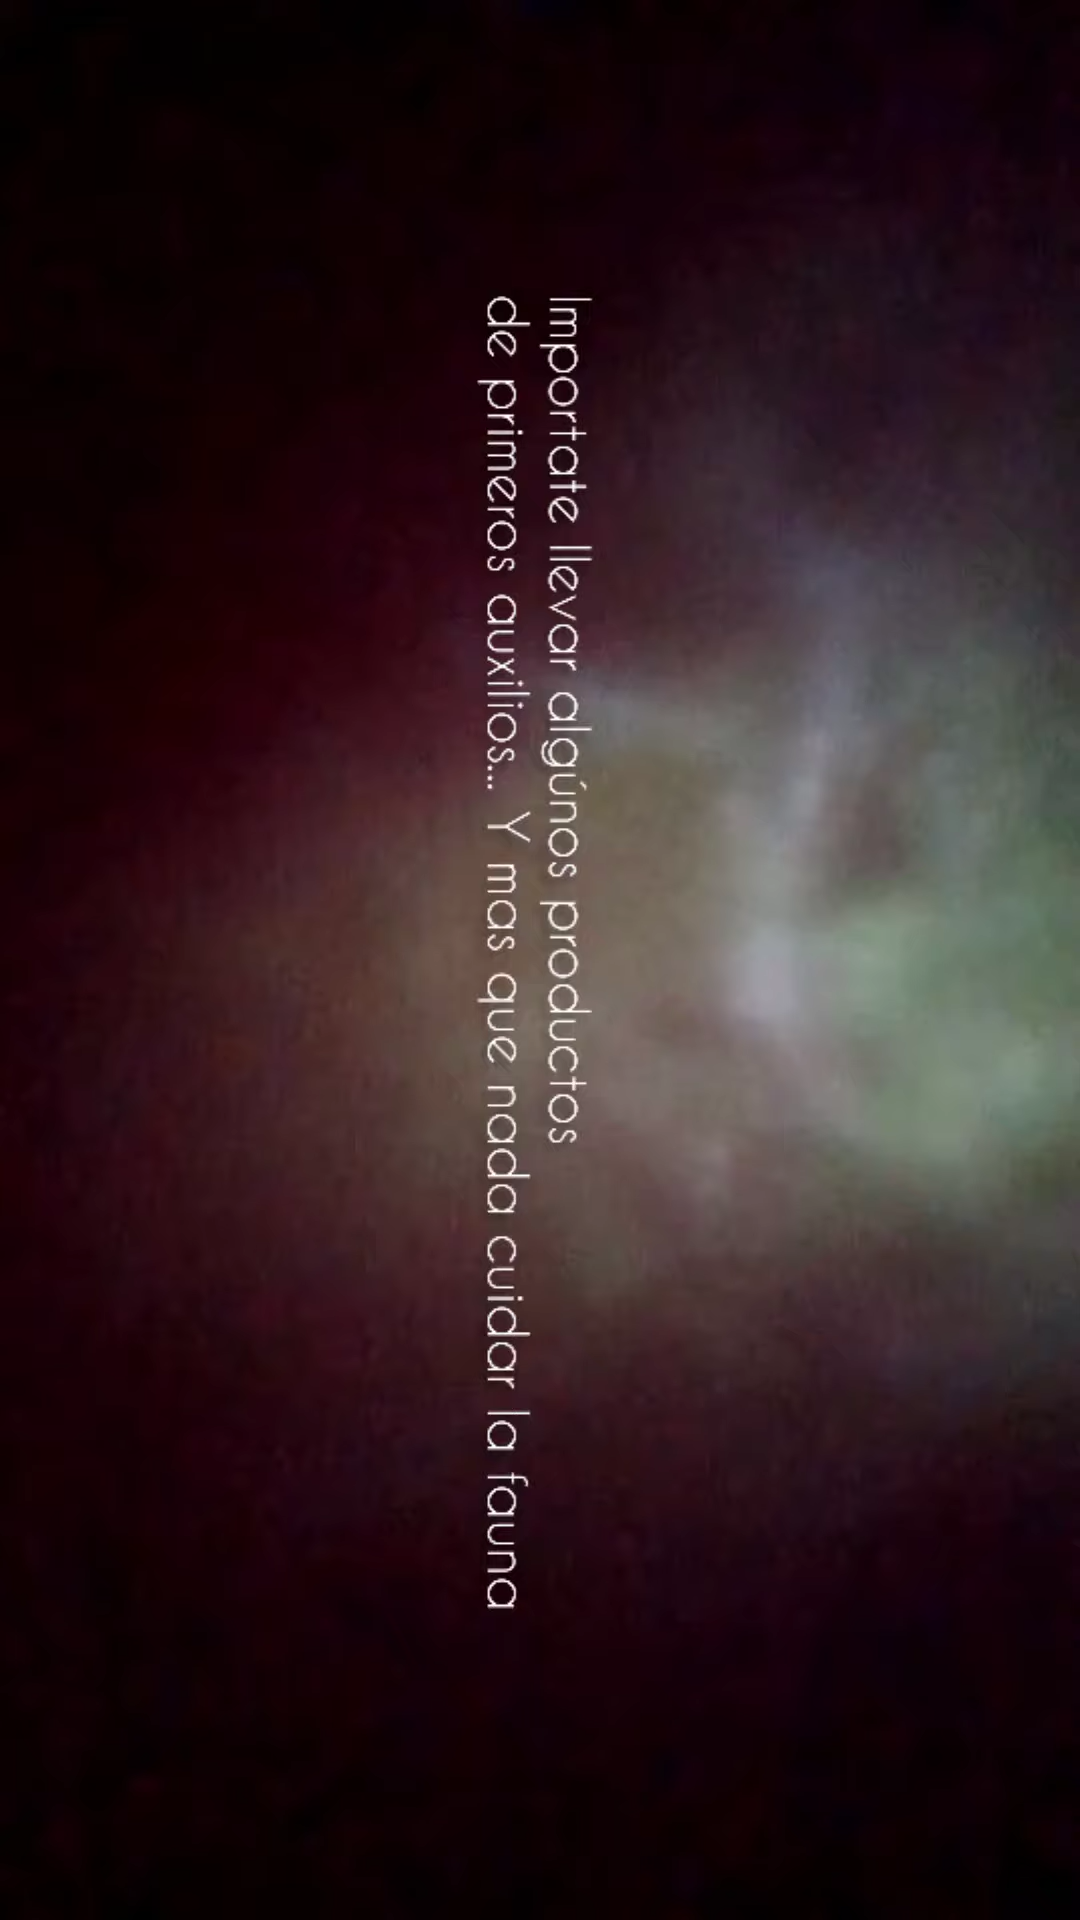 Importate llevar algúnos productos
de primeros auxilios... Y mas que nada cuidar la fauna